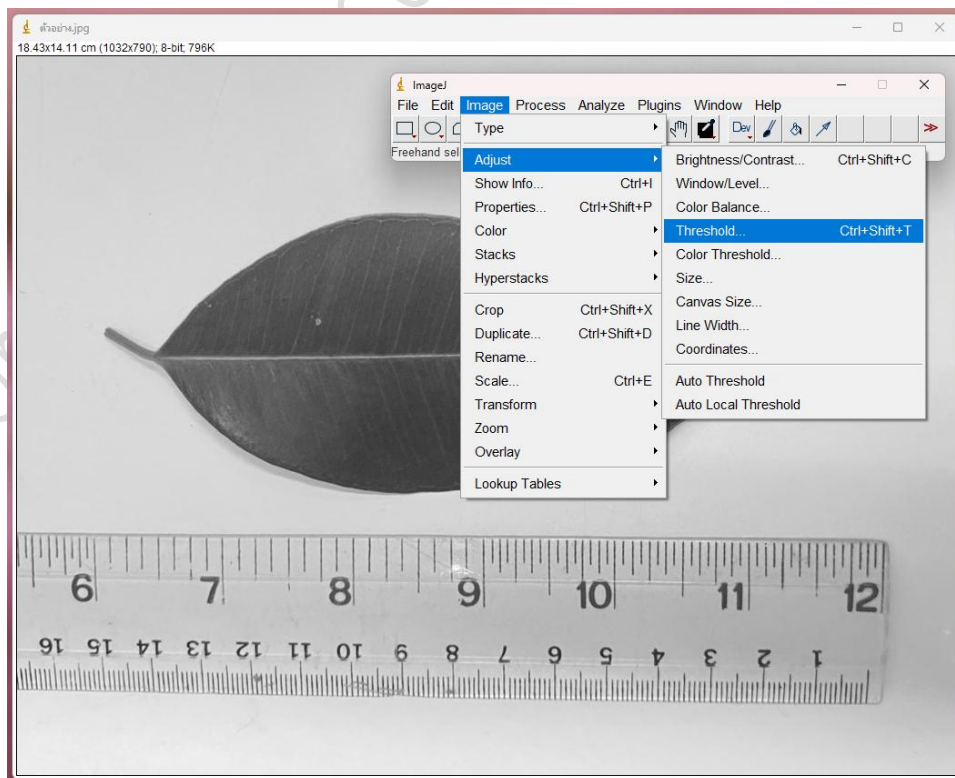 ตัวอย่าง.jpg
18.43x14.11 cm (1032x790); 8-bit; 796K
ImageJ
File Edit Image Process Analyze Plugins Window Help
Dev
Freehand sel
Type
Adjust
Show Info... Ctrl+I
Properties... Ctrl+Shift+P
Color
Stacks
Hyperstacks
Crop Ctrl+Shift+X
Duplicate... Ctrl+Shift+D
Rename...
Scale... Ctrl+E
Transform
Zoom
Overlay
Lookup Tables
Brightness/Contrast... Ctrl+Shift+C
Window/Level...
Color Balance...
Threshold... Ctrl+Shift+T
Color Threshold...
Size...
Canvas Size...
Line Width...
Coordinates...
Auto Threshold
Auto Local Threshold
6 7 8 9 10 11 12
16 15 14 13 12 11 10 9 8 7 6 5 4 3 2 1